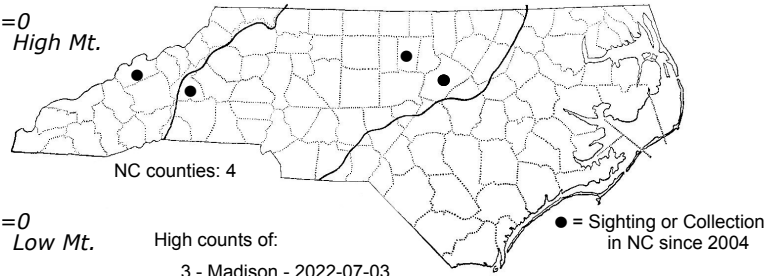 =0
High Mt.
NC counties: 4
=0
Low Mt.
High counts of:
3 - Madison - 2022-07-03
● = Sighting or Collection
in NC since 2004